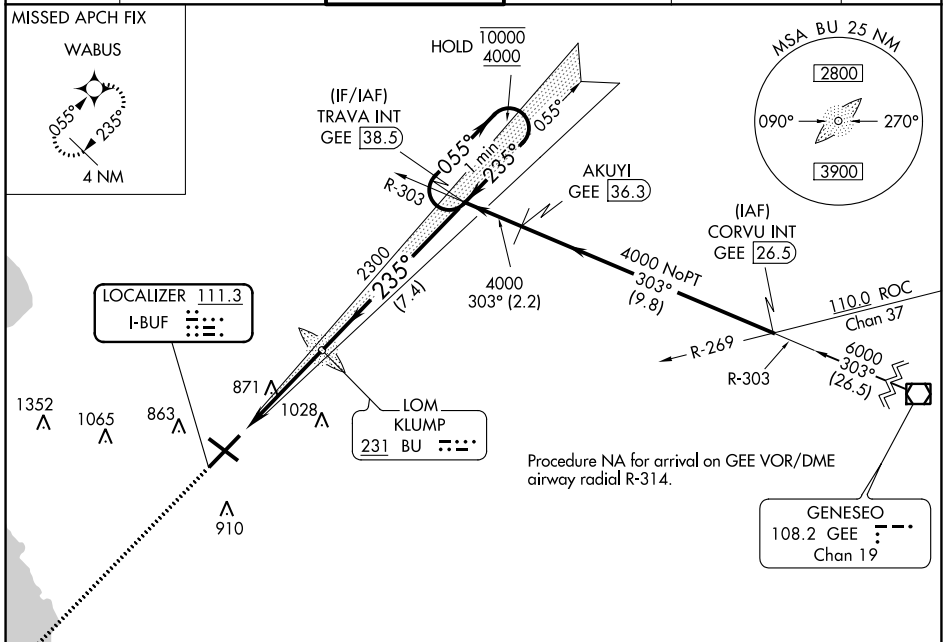 MISSED APCH FIX
WABUS
055°
235°
4 NM
HOLD
10000
4000
(IF/IAF)
TRAVA INT
GEE 38.5
R-303
055°
1 min
235°
055°
AKUYI
GEE 36.3
MSA BU 25 NM
2800
090°
270°
3900
(IAF)
CORVU INT
GEE 26.5
4000 NoPT
303°
(9.8)
4000
303° (2.2)
2300
235°
(7.4)
110.0 ROC
Chan 37
R-269
R-303
6000
303°
(26.5)
LOCALIZER 111.3
I-BUF
871
1028
1352
1065
863
910
LOM
KLUMP
231 BU
Procedure NA for arrival on GEE VOR/DME
airway radial R-314.
GENESEO
108.2 GEE
Chan 19